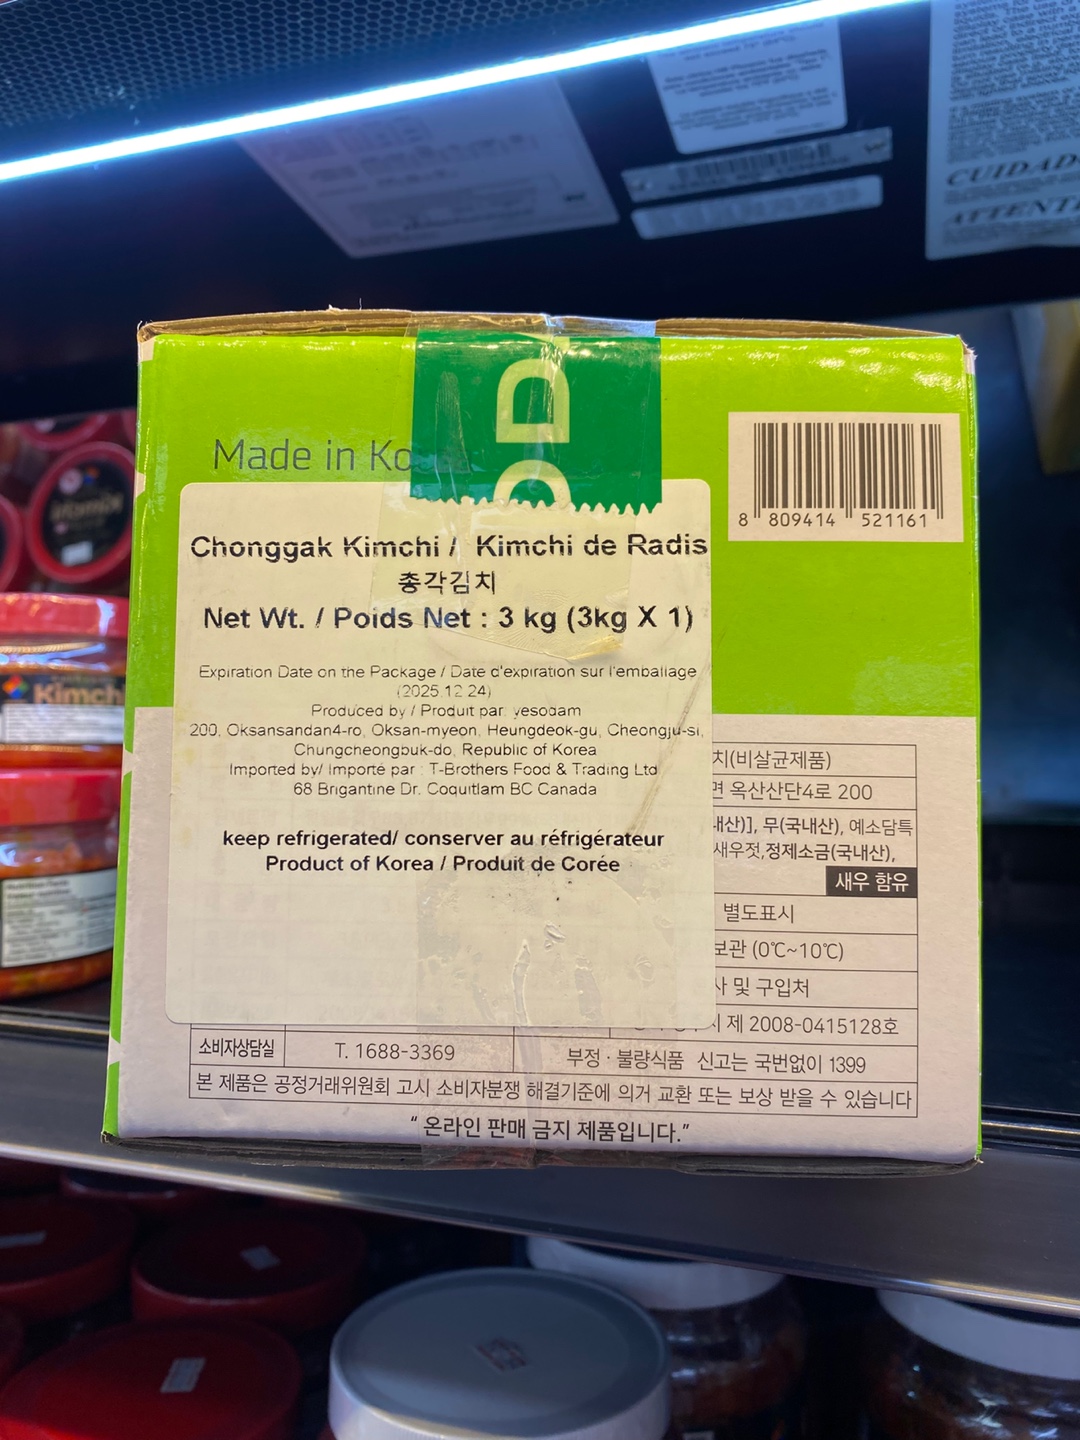 CUIDAD
ATTENT
Made in Ko
8 809414 521161
Chonggak Kimchi / Kimchi de Radis
총각김치
Net Wt. / Poids Net : 3 kg (3kg X 1)
Expiration Date on the Package / Date d'expiration sur l'emballage
(2025.12.24)
Produced by / Produit par: yesodam
200, Oksansandan4-ro, Oksan-myeon, Heungdeok-gu, Cheongju-si,
Chungcheongbuk-do, Republic of Korea
Imported by/ Importé par : T-Brothers Food & Trading Ltd
68 Brigantine Dr. Coquitlam BC Canada
keep refrigerated/ conserver au réfrigérateur
Product of Korea / Produit de Corée
치(비살균제품)
면 옥산산단4로 200
내산)], 무(국내산), 예소담특
새우젓,정제소금(국내산),
새우 함유
별도표시
보관 (0℃~10℃)
및 구입처
제 2008-0415128호
소비자상담실 T. 1688-3369 부정·불량식품 신고는 국번없이 1399
본 제품은 공정거래위원회 고시 소비자분쟁 해결기준에 의거 교환 또는 보상 받을 수 있습니다
“온라인 판매 금지 제품입니다.”
Kimchi